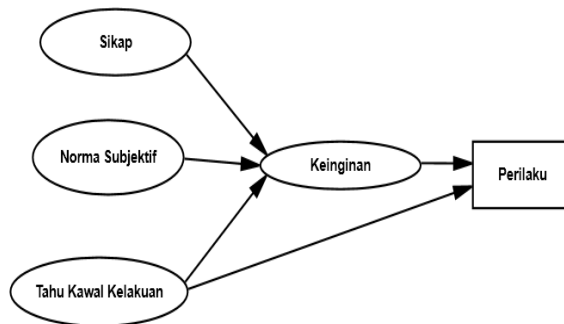 Sikap
Norma Subjektif
Keinginan
Perilaku
Tahu Kawal Kelakuan